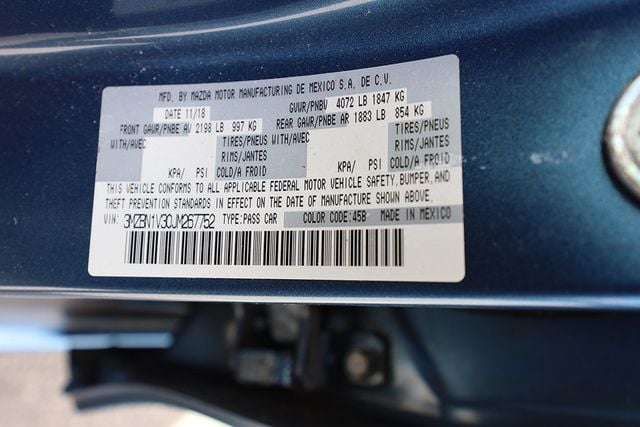 MFD. BY MAZDA MOTOR MANUFACTURING DE MEXICO S.A. DE C.V.
DATE 11/18 GVWR/PNBV 4072 LB 1847 KG
FRONT GAWR/PNBE AV 2198 LB 997 KG REAR GAWR/PNBE AR 1883 LB 854 KG
WITH/AVEC TIRES/PNEUS WITH/AVEC TIRES/PNEUS
RIMS/JANTES RIMS/JANTES
KPA/ PSI COLD/A FROID KPA/ PSI COLD/A FROID
THIS VEHICLE CONFORMS TO ALL APPLICABLE FEDERAL MOTOR VEHICLE SAFETY, BUMPER, AND
THEFT PREVENTION STANDARDS IN EFFECT ON THE DATE OF MANUFACTURE SHOWN ABOVE.
VIN: 3MZBN1V30JM267752 TYPE:PASS CAR COLOR CODE:45B MADE IN MEXICO